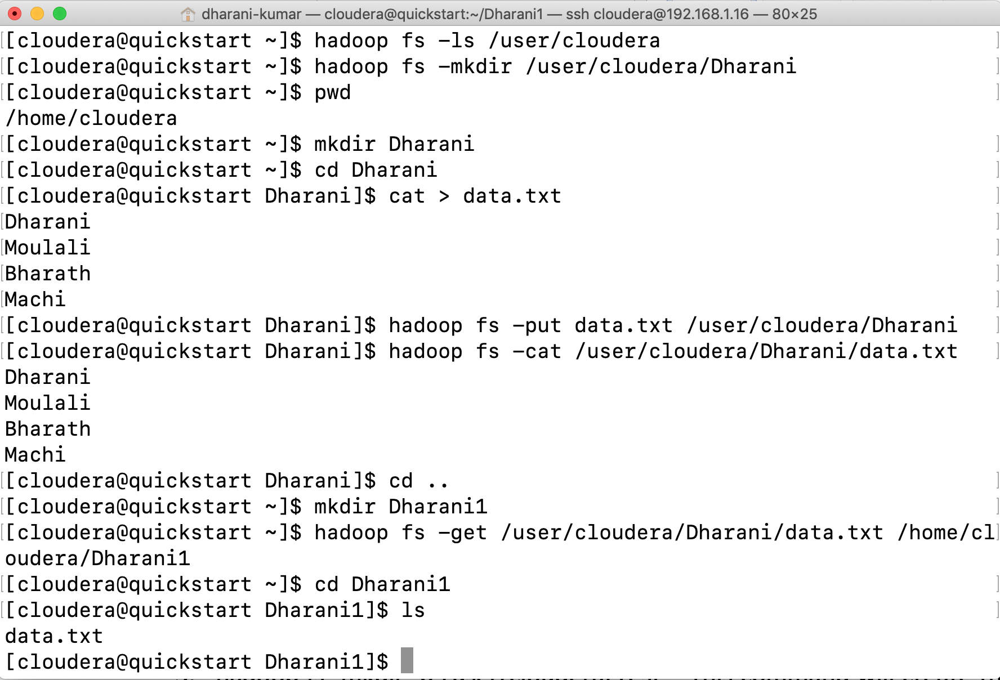 dharani-kumar — cloudera@quickstart:~/Dharani1 — ssh cloudera@192.168.1.16 — 80×25
[cloudera@quickstart ~]$ hadoop fs -ls /user/cloudera
[cloudera@quickstart ~]$ hadoop fs -mkdir /user/cloudera/Dharani
[cloudera@quickstart ~]$ pwd
/home/cloudera
[cloudera@quickstart ~]$ mkdir Dharani
[cloudera@quickstart ~]$ cd Dharani
[cloudera@quickstart Dharani]$ cat > data.txt
Dharani
Moulali
Bharath
Machi
[cloudera@quickstart Dharani]$ hadoop fs -put data.txt /user/cloudera/Dharani
[cloudera@quickstart Dharani]$ hadoop fs -cat /user/cloudera/Dharani/data.txt
Dharani
Moulali
Bharath
Machi
[cloudera@quickstart Dharani]$ cd ..
[cloudera@quickstart ~]$ mkdir Dharani1
[cloudera@quickstart ~]$ hadoop fs -get /user/cloudera/Dharani/data.txt /home/cl
oudera/Dharani1
[cloudera@quickstart ~]$ cd Dharani1
[cloudera@quickstart Dharani1]$ ls
data.txt
[cloudera@quickstart Dharani1]$